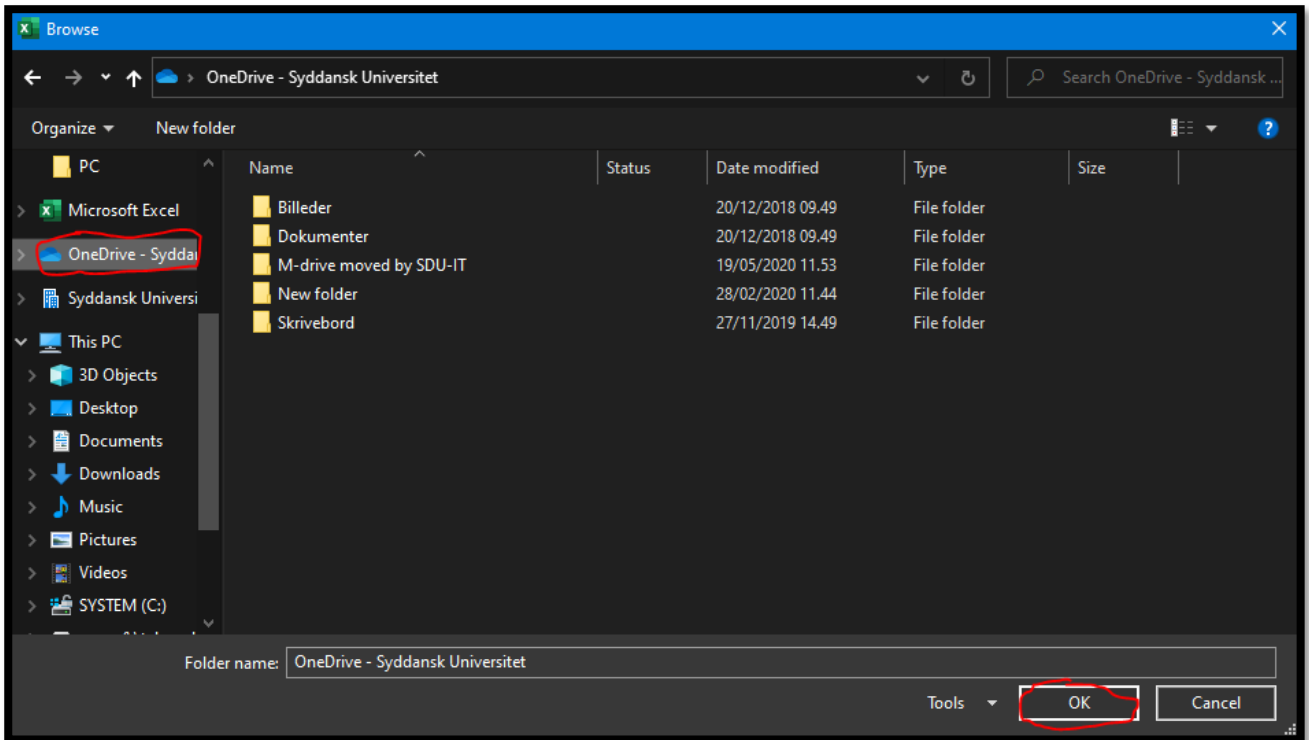 Browse
OneDrive - Syddansk Universitet
Search OneDrive - Syddansk ...
Organize
New folder
?
PC
Microsoft Excel
OneDrive - Syddan
Syddansk Universi
This PC
3D Objects
Desktop
Documents
Downloads
Music
Pictures
Videos
SYSTEM (C:)
Name Status Date modified Type Size
Billeder 20/12/2018 09.49 File folder
Dokumenter 20/12/2018 09.49 File folder
M-drive moved by SDU-IT 19/05/2020 11.53 File folder
New folder 28/02/2020 11.44 File folder
Skrivebord 27/11/2019 14.49 File folder
Folder name: OneDrive - Syddansk Universitet
Tools OK Cancel